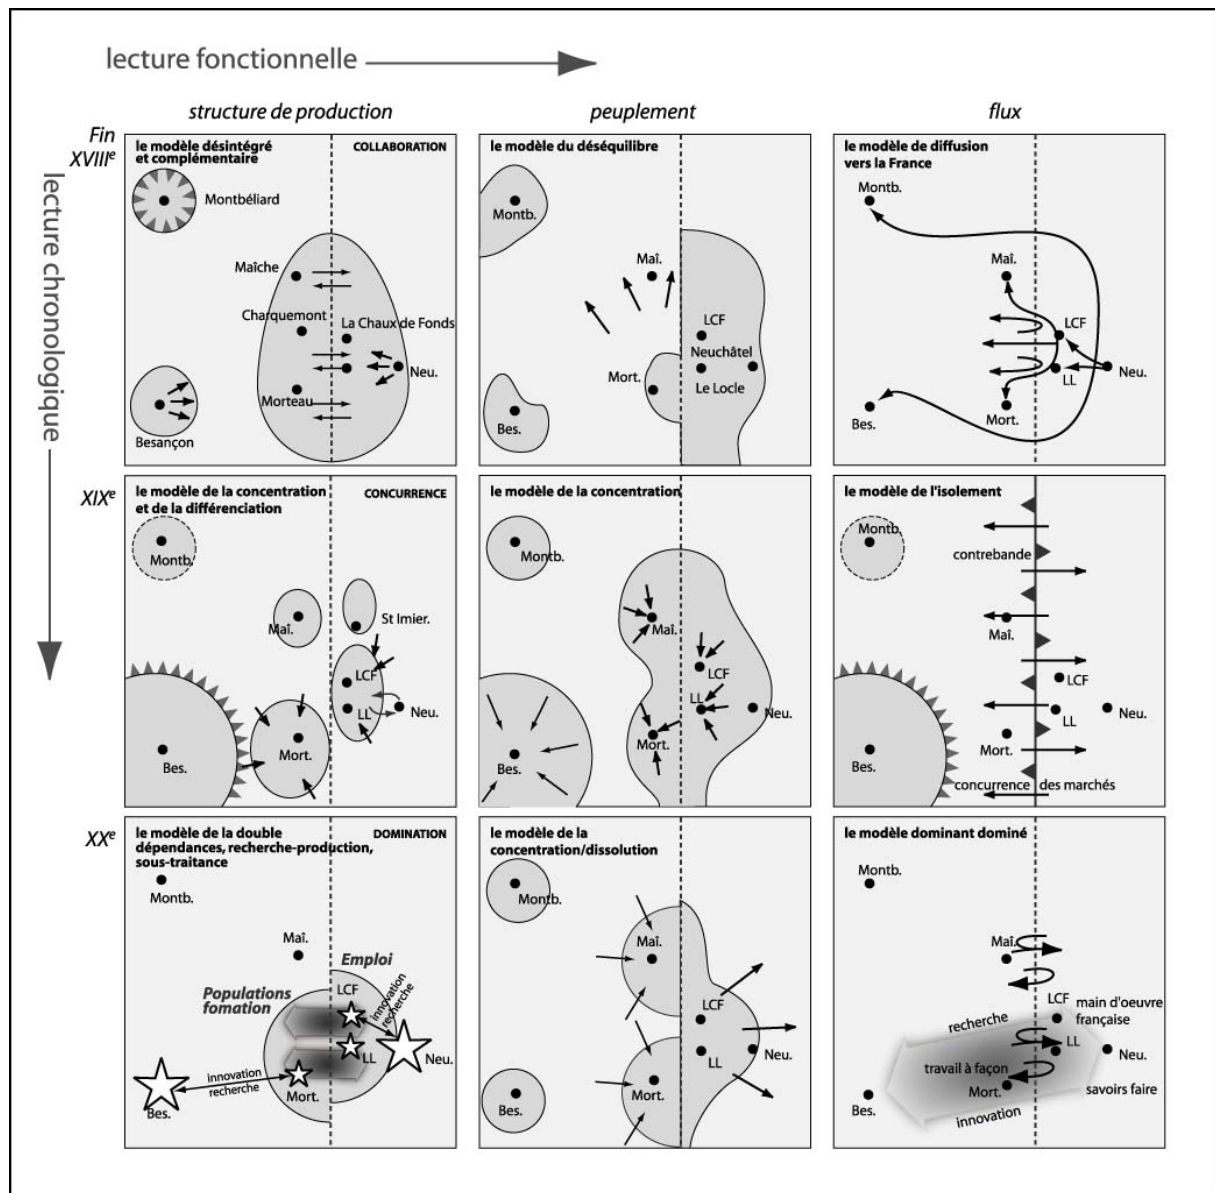 lecture fonctionnelle
lecture chronologique
structure de production
peuplement
flux
Fin
XVIIIe
le modèle désintégré
et complémentaire
COLLABORATION
Montbéliard
Maîche
Charquemont
La Chaux de Fonds
Neu.
Morteau
Besançon
le modèle du déséquilibre
Montb.
Maî.
LCF
Neuchâtel
Mort.
Le Locle
Bes.
le modèle de diffusion
vers la France
Montb.
Maî.
LCF
LL
Neu.
Mort.
Bes.
XIXe
le modèle de la concentration
et de la différenciation
CONCURRENCE
Montb.
Maî.
St Imier.
LCF
LL
Neu.
Mort.
Bes.
le modèle de la concentration
Montb.
Maî.
LCF
LL
Neu.
Mort.
Bes.
le modèle de l'isolement
Montb.
contrebande
Maî.
LCF
LL
Neu.
Mort.
Bes.
concurrence des marchés
XXe
le modèle de la double
dépendances, recherche-production,
sous-traitance
DOMINATION
Montb.
Maî.
Emploi
Populations
fomation
LCF
innovation
recherche
LL
Neu.
innovation
recherche
Mort.
Bes.
le modèle de la
concentration/dissolution
Montb.
Maî.
LCF
LL
Neu.
Mort.
Bes.
le modèle dominant dominé
Montb.
Maî.
LCF
main d'oeuvre
française
recherche
LL
Neu.
travail à façon
Mort.
savoirs faire
Bes.
innovation